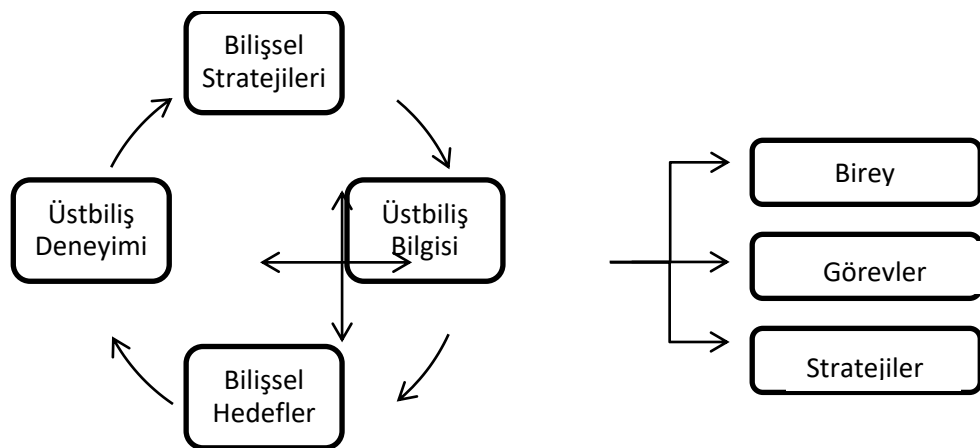 Bilişsel
Stratejileri
Üstbiliş
Deneyimi
Üstbiliş
Bilgisi
Bilişsel
Hedefler
Birey
Görevler
Stratejiler